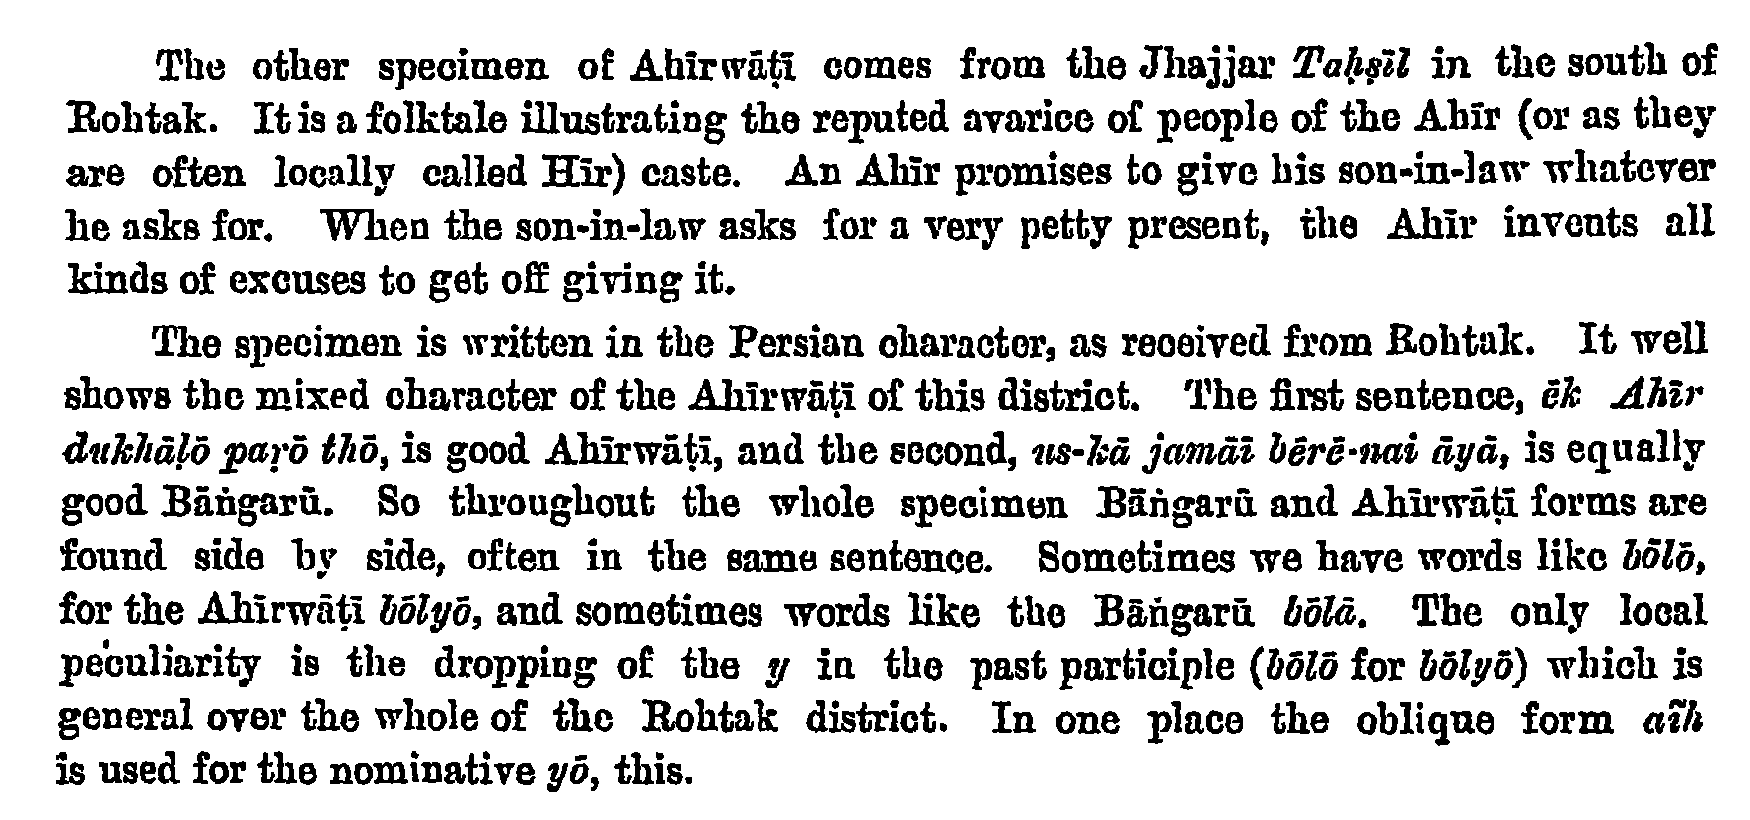 The other specimen of Ahīrwāṭī comes from the Jhajjar Taḥṣīl in the south of
Rohtak. It is a folktale illustrating the reputed avarice of people of the Ahīr (or as they
are often locally called Hīr) caste. An Ahīr promises to give his son-in-law whatever
he asks for. When the son-in-law asks for a very petty present, the Ahīr invents all
kinds of excuses to get off giving it.
The specimen is written in the Persian character, as received from Rohtak. It well
shows the mixed character of the Ahīrwāṭī of this district. The first sentence, ēk Ahīr
dukhāḷō paṛō thō, is good Ahīrwāṭī, and the second, us-kā jamāī bērē-nai āyā, is equally
good Bāṅgarū. So throughout the whole specimen Bāṅgarū and Ahīrwāṭī forms are
found side by side, often in the same sentence. Sometimes we have words like bōlō,
for the Ahīrwāṭī bōlyō, and sometimes words like the Bāṅgarū bōlā. The only local
peculiarity is the dropping of the y in the past participle (bōlō for bōlyō) which is
general over the whole of the Rohtak district. In one place the oblique form aĩh
is used for the nominative yō, this.